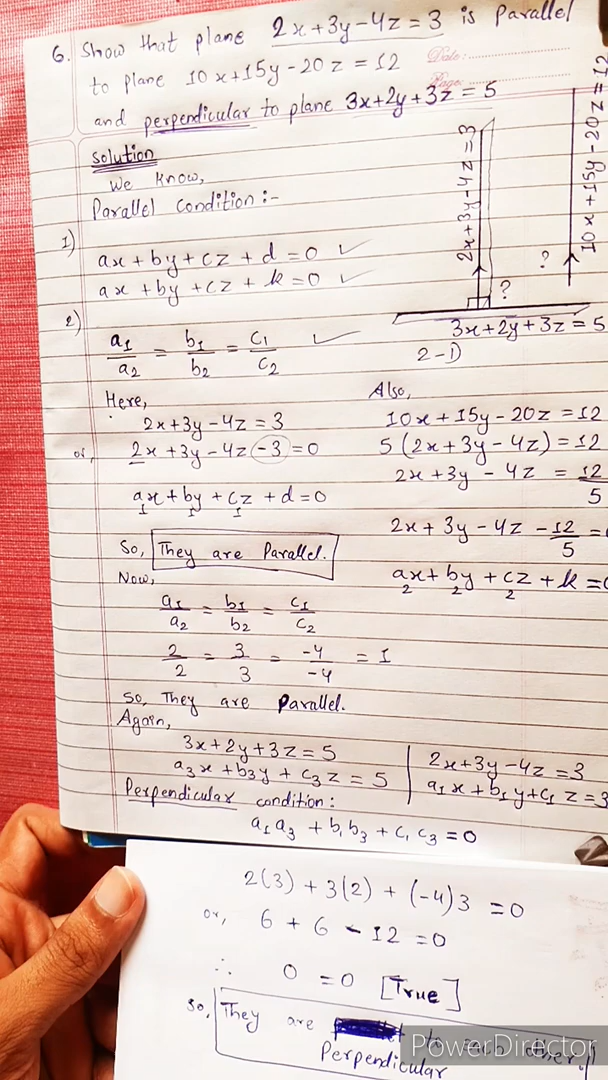 6. Show that plane 2x+3y-4z=3 is parallel
Date:
to plane 10x+15y-20z=12
Page:
and perpendicular to plane 3x+2y+3z=5
Solution
We Know,
Parallel Condition:-
1) ax+by+cz+d=0 ✓
ax+by+cz+k=0 ✓
2) a1/a2 = b1/b2 = c1/c2 ✓
2x+3y-4z=3
10x+15y-20z=12
?
?
3x+2y+3z=5
2-D
Here,
2x+3y-4z=3
or, 2x+3y-4z-3=0
a1x+b1y+c1z+d=0
So, They are Parallel.
Also,
10x+15y-20z=12
5(2x+3y-4z)=12
2x+3y-4z=12/5
2x+3y-4z-12/5=
a2x+b2y+c2z+k=0
Now,
a1/a2 = b1/b2 = c1/c2
2/2 = 3/3 = -4/-4 = 1
So, They are Parallel.
Again,
3x+2y+3z=5
a3x+b3y+c3z=5
2x+3y-4z=3
a1x+b1y+c1z=3
Perpendicular condition:
a1a3+b1b3+c1c3=0
2(3)+3(2)+(-4)3=0
or, 6+6-12=0
∴ 0=0 [True]
So, They are to each other.
Perpendicular
PowerDirector